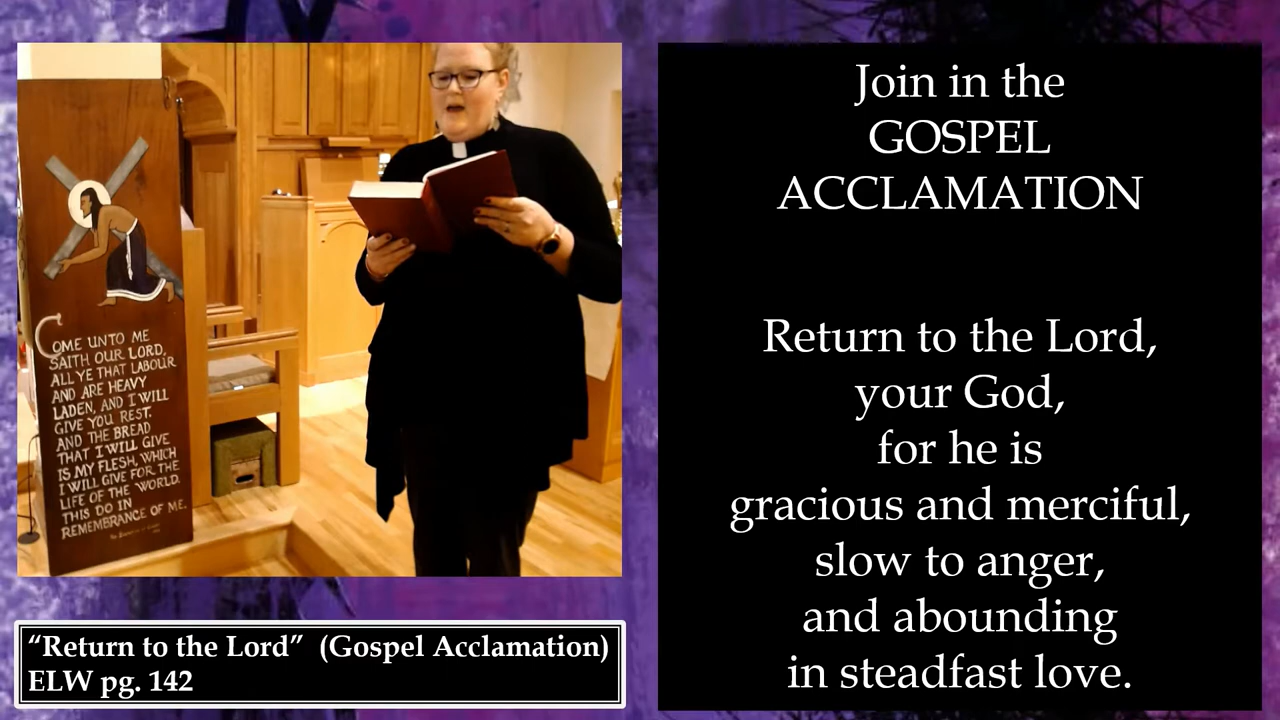 COME UNTO ME
SAITH OUR LORD,
ALL YE THAT LABOUR
AND ARE HEAVY
LADEN, AND I WILL
GIVE YOU REST.
AND THE BREAD
THAT I WILL GIVE
IS MY FLESH, WHICH
I WILL GIVE FOR THE
LIFE OF THE WORLD.
THIS DO IN
REMEMBRANCE OF ME.
“Return to the Lord” (Gospel Acclamation)
ELW pg. 142
Join in the
GOSPEL
ACCLAMATION
Return to the Lord,
your God,
for he is
gracious and merciful,
slow to anger,
and abounding
in steadfast love.